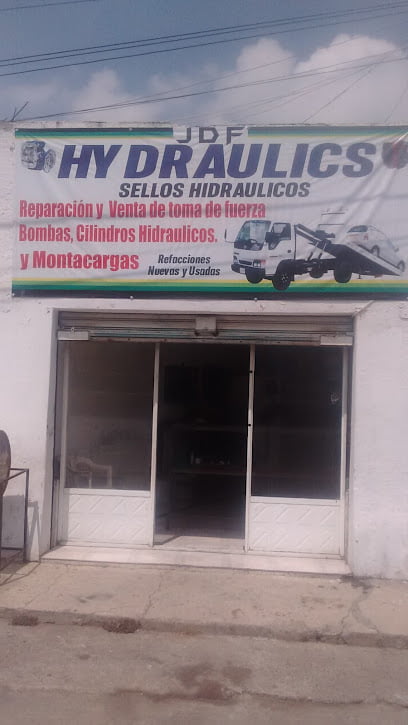 JDF
HYDRAULICS
SELLOS HIDRAULICOS
Reparación y Venta de toma de fuerza
Bombas, Cilindros Hidraulicos.
y Montacargas
Refacciones
Nuevas y Usadas